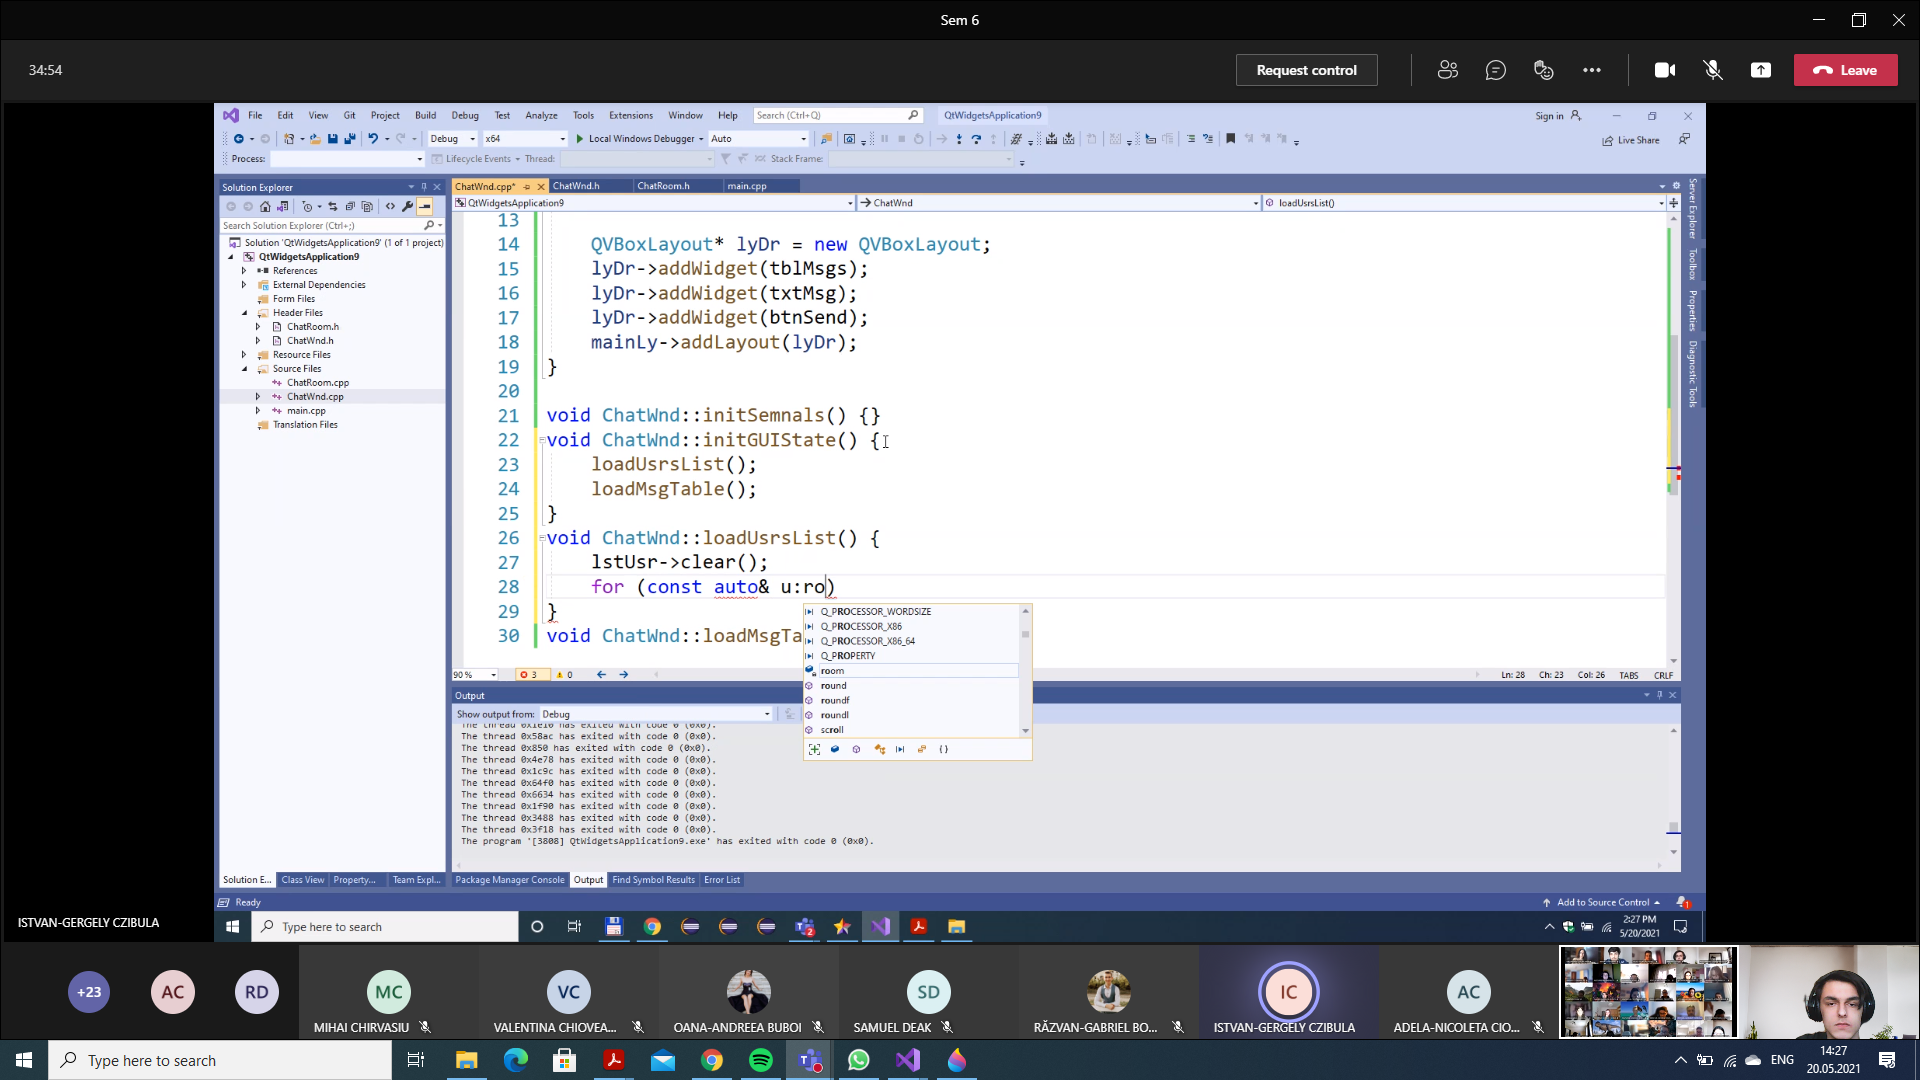 Sem 6
34:54
Request control
Leave
File Edit View Git Project Build Debug Test Analyze Tools Extensions Window Help Search (Ctrl+Q) QtWidgetsApplication9 Sign in
Debug x64 Local Windows Debugger Auto Live Share
Process: Lifecycle Events Thread: Stack Frame:
Solution Explorer
Search Solution Explorer (Ctrl+;)
Solution 'QtWidgetsApplication9' (1 of 1 project)
QtWidgetsApplication9
References
External Dependencies
Form Files
Header Files
ChatRoom.h
ChatWnd.h
Resource Files
Source Files
ChatRoom.cpp
ChatWnd.cpp
main.cpp
Translation Files
Solution E... Class View Property... Team Expl...
ChatWnd.cpp* ChatWnd.h ChatRoom.h main.cpp
QtWidgetsApplication9 ChatWnd loadUsrsList()
13
14 QVBoxLayout* lyDr = new QVBoxLayout;
15 lyDr->addWidget(tblMsgs);
16 lyDr->addWidget(txtMsg);
17 lyDr->addWidget(btnSend);
18 mainLy->addLayout(lyDr);
19 }
20
21 void ChatWnd::initSemnals() {}
22 void ChatWnd::initGUIState() {
23 loadUsrsList();
24 loadMsgTable();
25 }
26 void ChatWnd::loadUsrsList() {
27 lstUsr->clear();
28 for (const auto& u:ro)
29 }
30 void ChatWnd::loadMsgTa
Q_PROCESSOR_WORDSIZE
Q_PROCESSOR_X86
Q_PROCESSOR_X86_64
Q_PROPERTY
room
round
roundf
roundl
scroll
90 % 3 0 Ln: 28 Ch: 23 Col: 26 TABS CRLF
Output
Show output from: Debug
The thread 0x1e10 has exited with code 0 (0x0).
The thread 0x58ac has exited with code 0 (0x0).
The thread 0x850 has exited with code 0 (0x0).
The thread 0x4e78 has exited with code 0 (0x0).
The thread 0x1c9c has exited with code 0 (0x0).
The thread 0x64f0 has exited with code 0 (0x0).
The thread 0x6634 has exited with code 0 (0x0).
The thread 0x1f90 has exited with code 0 (0x0).
The thread 0x3488 has exited with code 0 (0x0).
The thread 0x3f18 has exited with code 0 (0x0).
The program '[3808] QtWidgetsApplication9.exe' has exited with code 0 (0x0).
Package Manager Console Output Find Symbol Results Error List
Server Explorer
Toolbox
Properties
Diagnostic Tools
Ready Add to Source Control 1
ISTVAN-GERGELY CZIBULA
Type here to search
2:27 PM
5/20/2021
+23 AC RD MC VC SD IC AC
MIHAI CHIRVASIU VALENTINA CHIOVEA... OANA-ANDREEA BUBOI SAMUEL DEAK RĂZVAN-GABRIEL BO... ISTVAN-GERGELY CZIBULA ADELA-NICOLETA CIO...
Type here to search
ENG
14:27
20.05.2021